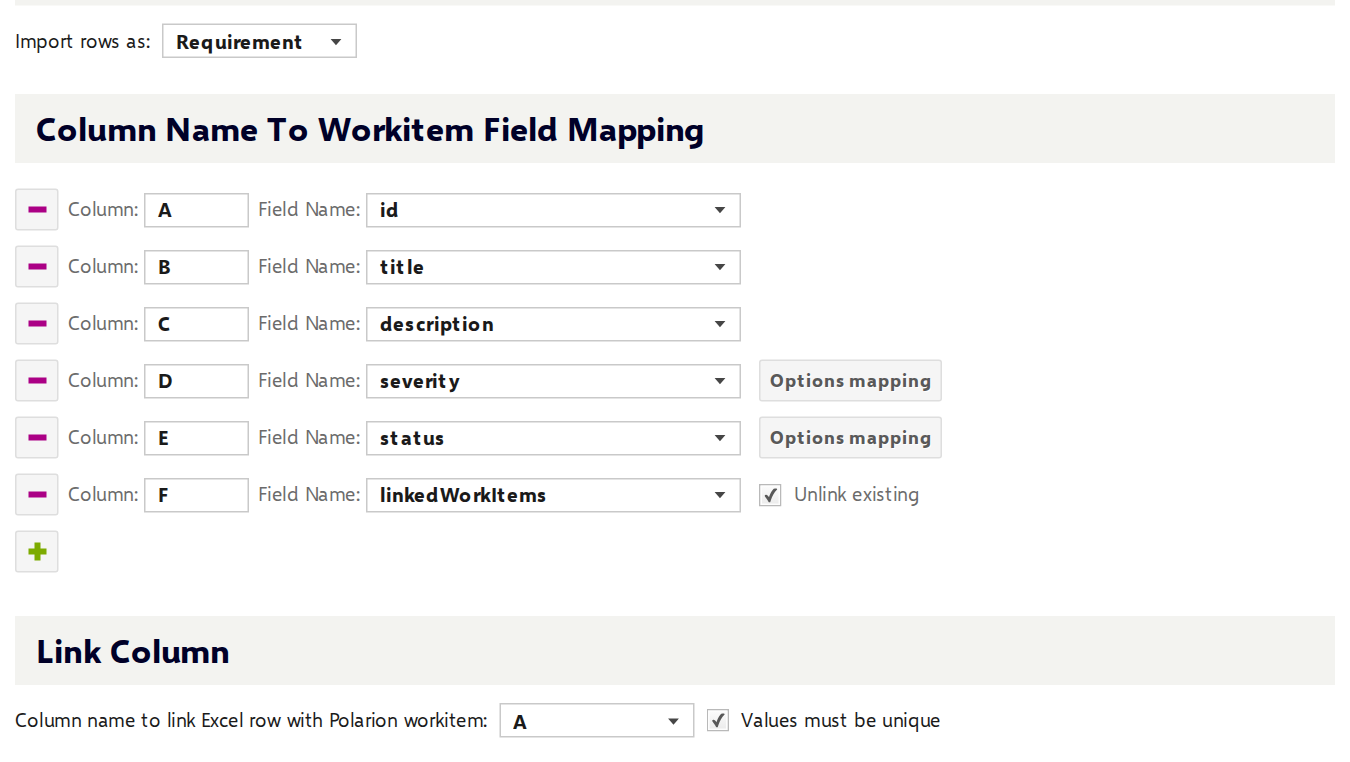 Import rows as: Requirement
Column Name To Workitem Field Mapping
Column: A Field Name: id
Column: B Field Name: title
Column: C Field Name: description
Column: D Field Name: severity Options mapping
Column: E Field Name: status Options mapping
Column: F Field Name: linkedWorkItems Unlink existing
Link Column
Column name to link Excel row with Polarion workitem: A Values must be unique